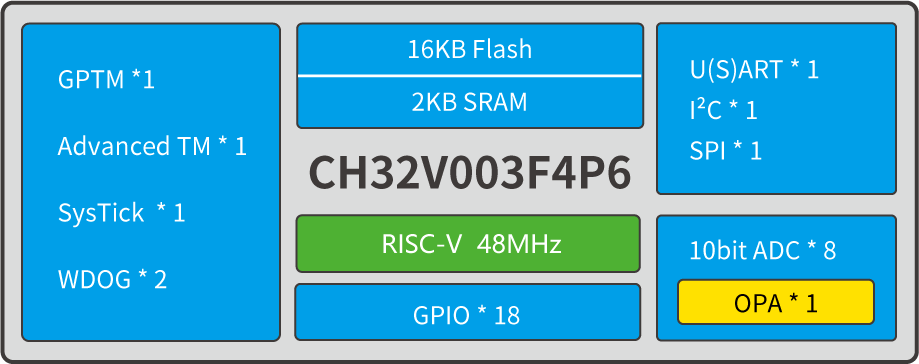 GPTM *1
Advanced TM * 1
SysTick * 1
WDOG * 2
16KB Flash
2KB SRAM
CH32V003F4P6
RISC-V 48MHz
GPIO * 18
U(S)ART * 1
I²C * 1
SPI * 1
10bit ADC * 8
OPA * 1